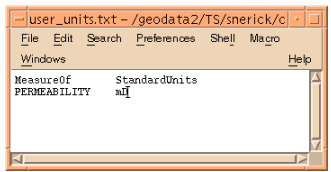 user_units.txt – /geodata2/TS/snerick/c
File Edit Search Preferences Shell Macro
Windows Help
MeasureOf StandardUnits
PERMEABILITY mD